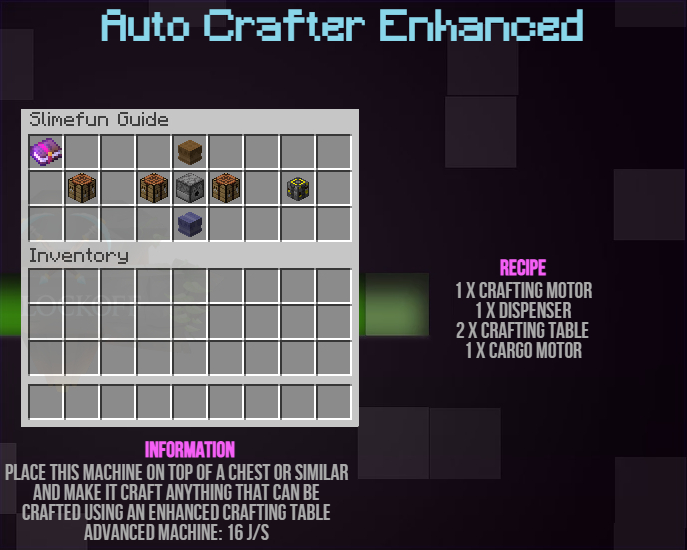 Auto Crafter Enhanced
Slimefun Guide
Inventory
RECIPE
1 X CRAFTING MOTOR
1 X DISPENSER
2 X CRAFTING TABLE
1 X CARGO MOTOR
INFORMATION
PLACE THIS MACHINE ON TOP OF A CHEST OR SIMILAR
AND MAKE IT CRAFT ANYTHING THAT CAN BE
CRAFTED USING AN ENHANCED CRAFTING TABLE
ADVANCED MACHINE: 16 J/S